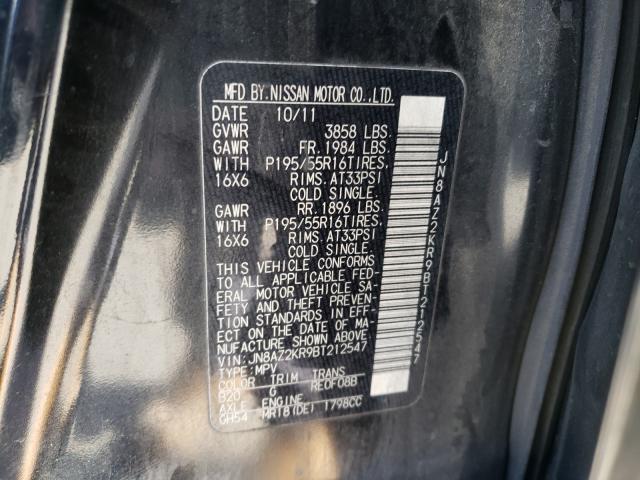 MFD BY.NISSAN MOTOR CO.,LTD.
DATE 10/11
GVWR 3858 LBS.
GAWR FR.1984 LBS.
WITH P195/55R16TIRES.
16X6 RIMS.AT33PSI
COLD SINGLE.
GAWR RR.1896 LBS.
WITH P195/55R16TIRES.
16X6 RIMS.AT33PSI
COLD SINGLE.
THIS VEHICLE CONFORMS
TO ALL APPLICABLE FED-
ERAL MOTOR VEHICLE SA-
FETY AND THEFT PREVEN-
TION STANDARDS IN EFF-
ECT ON THE DATE OF MA-
NUFACTURE SHOWN ABOVE.
VIN:JN8AZ2KR9BT212547
TYPE:MPV
COLOR TRIM TRANS
B20 G RE0F08B
AXLE ENGINE
GH54 MRT8(DE) 1798CC
JN8AZ2KR9BT212547